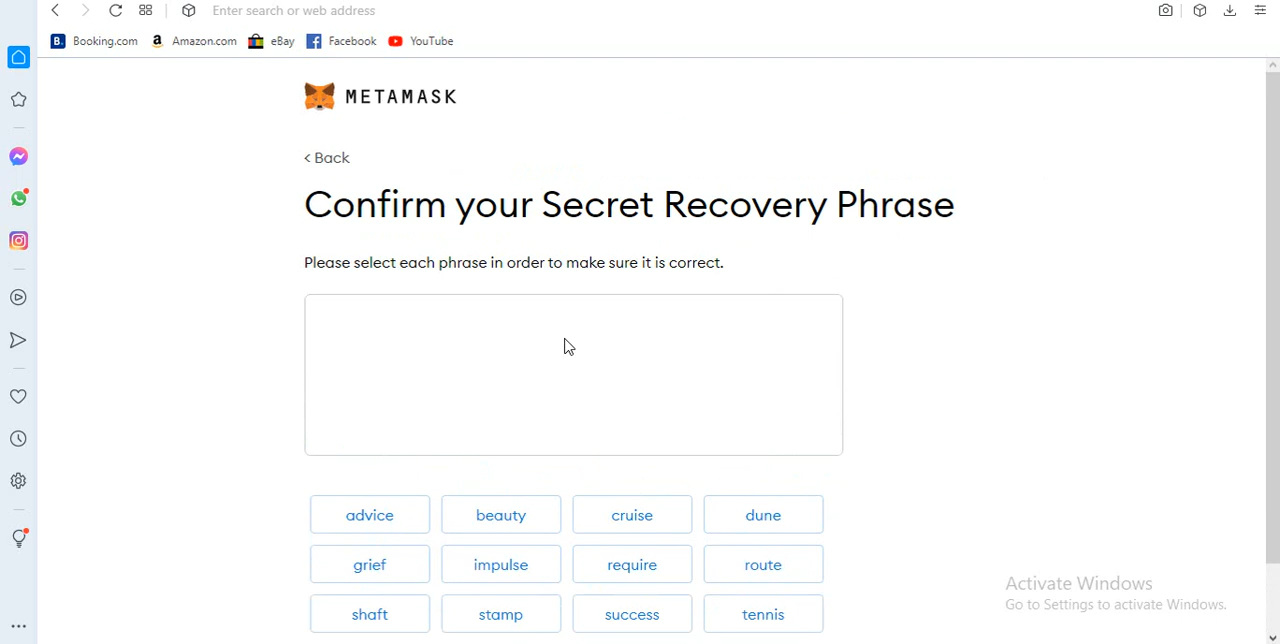 Enter search or web address
Booking.com Amazon.com eBay Facebook YouTube
METAMASK
< Back
Confirm your Secret Recovery Phrase
Please select each phrase in order to make sure it is correct.
advice beauty cruise dune
grief impulse require route
shaft stamp success tennis
Activate Windows
Go to Settings to activate Windows.